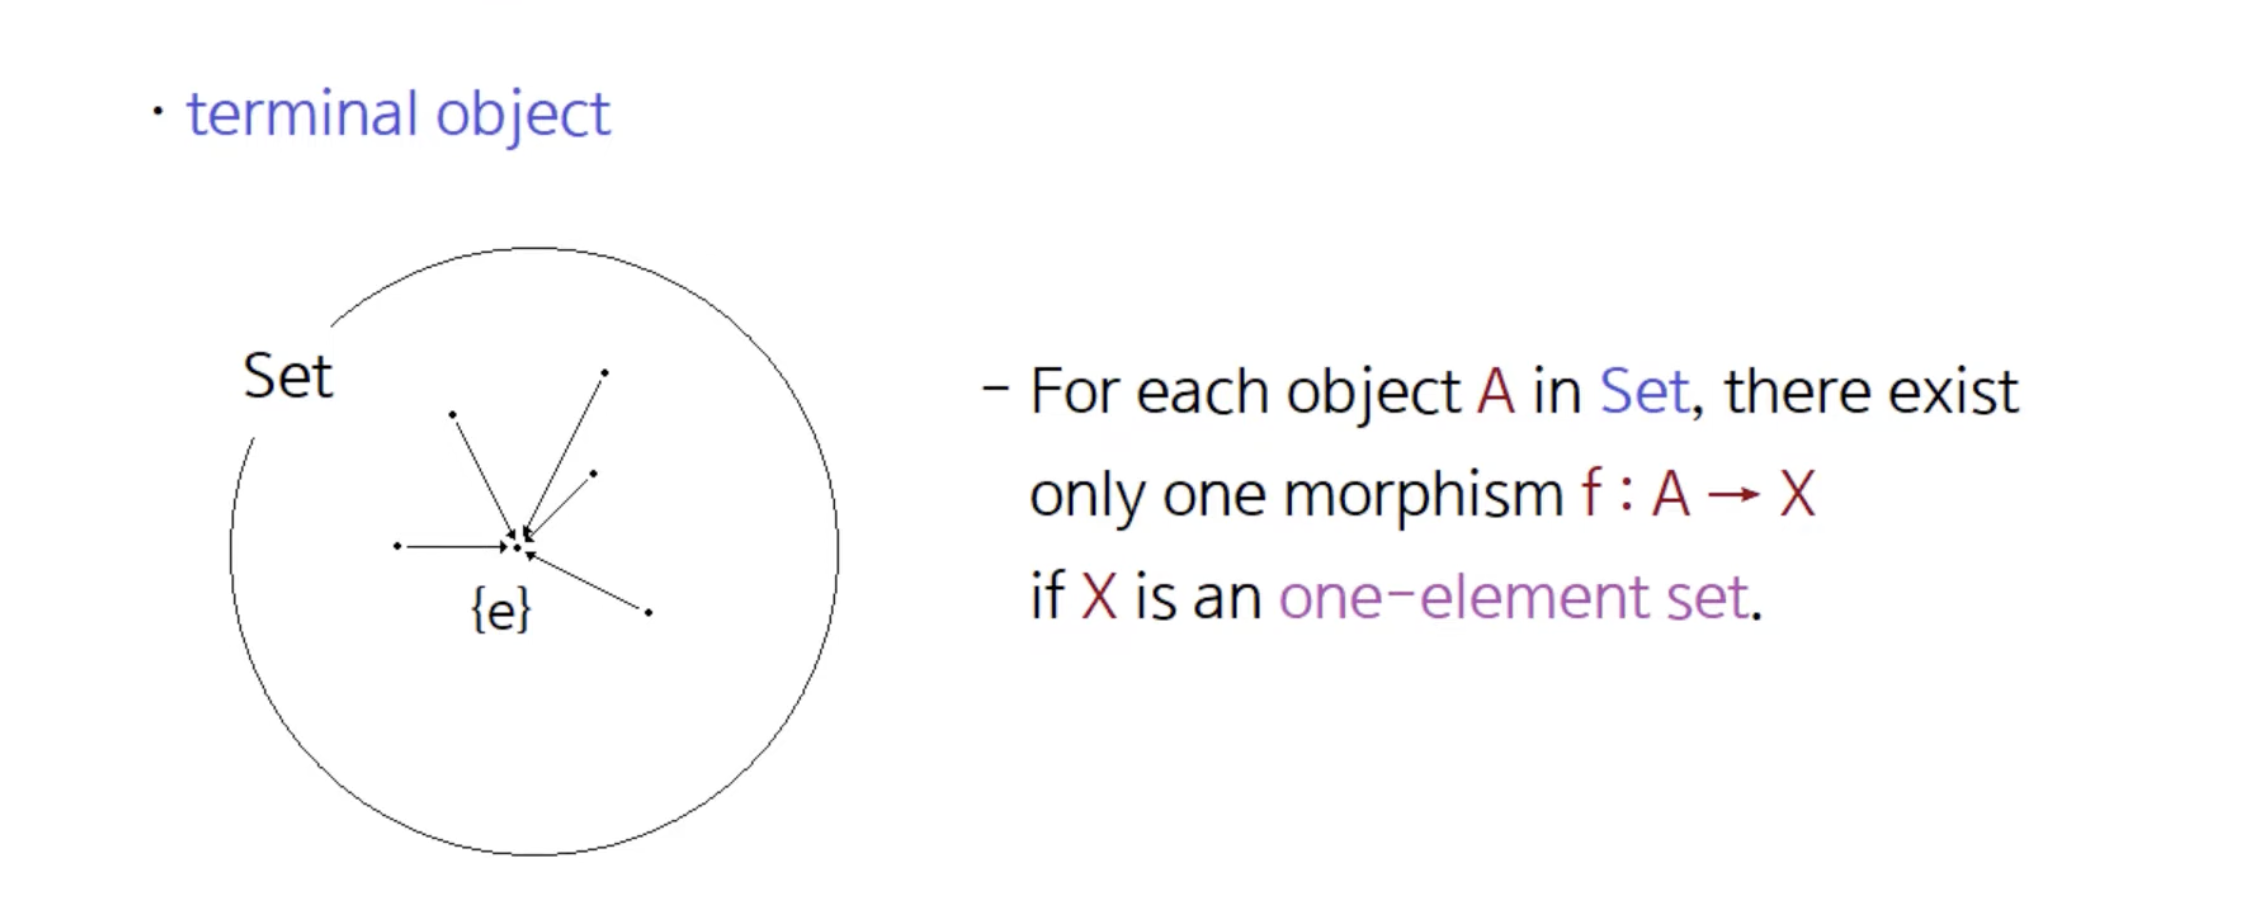 · terminal object
Set
{e}
- For each object A in Set, there exist
only one morphism f : A → X
if X is an one-element set.